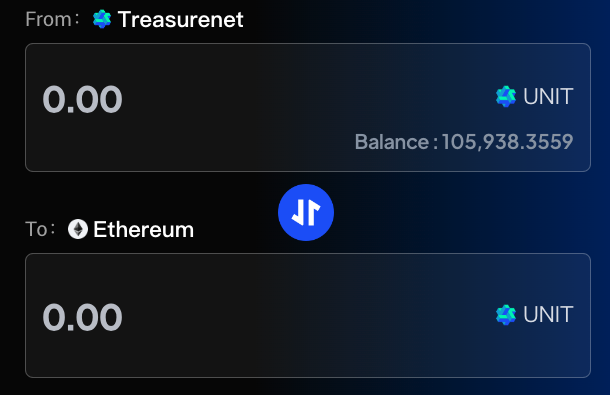 From: Treasurenet
0.00
UNIT
Balance : 105,938.3559
To: Ethereum
0.00
UNIT